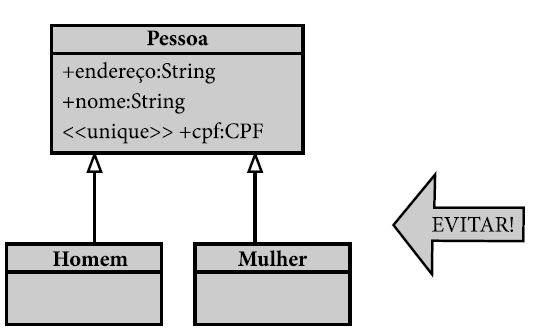 Pessoa
+endereço:String
+nome:String
<<unique>> +cpf:CPF
EVITAR!
Homem
Mulher